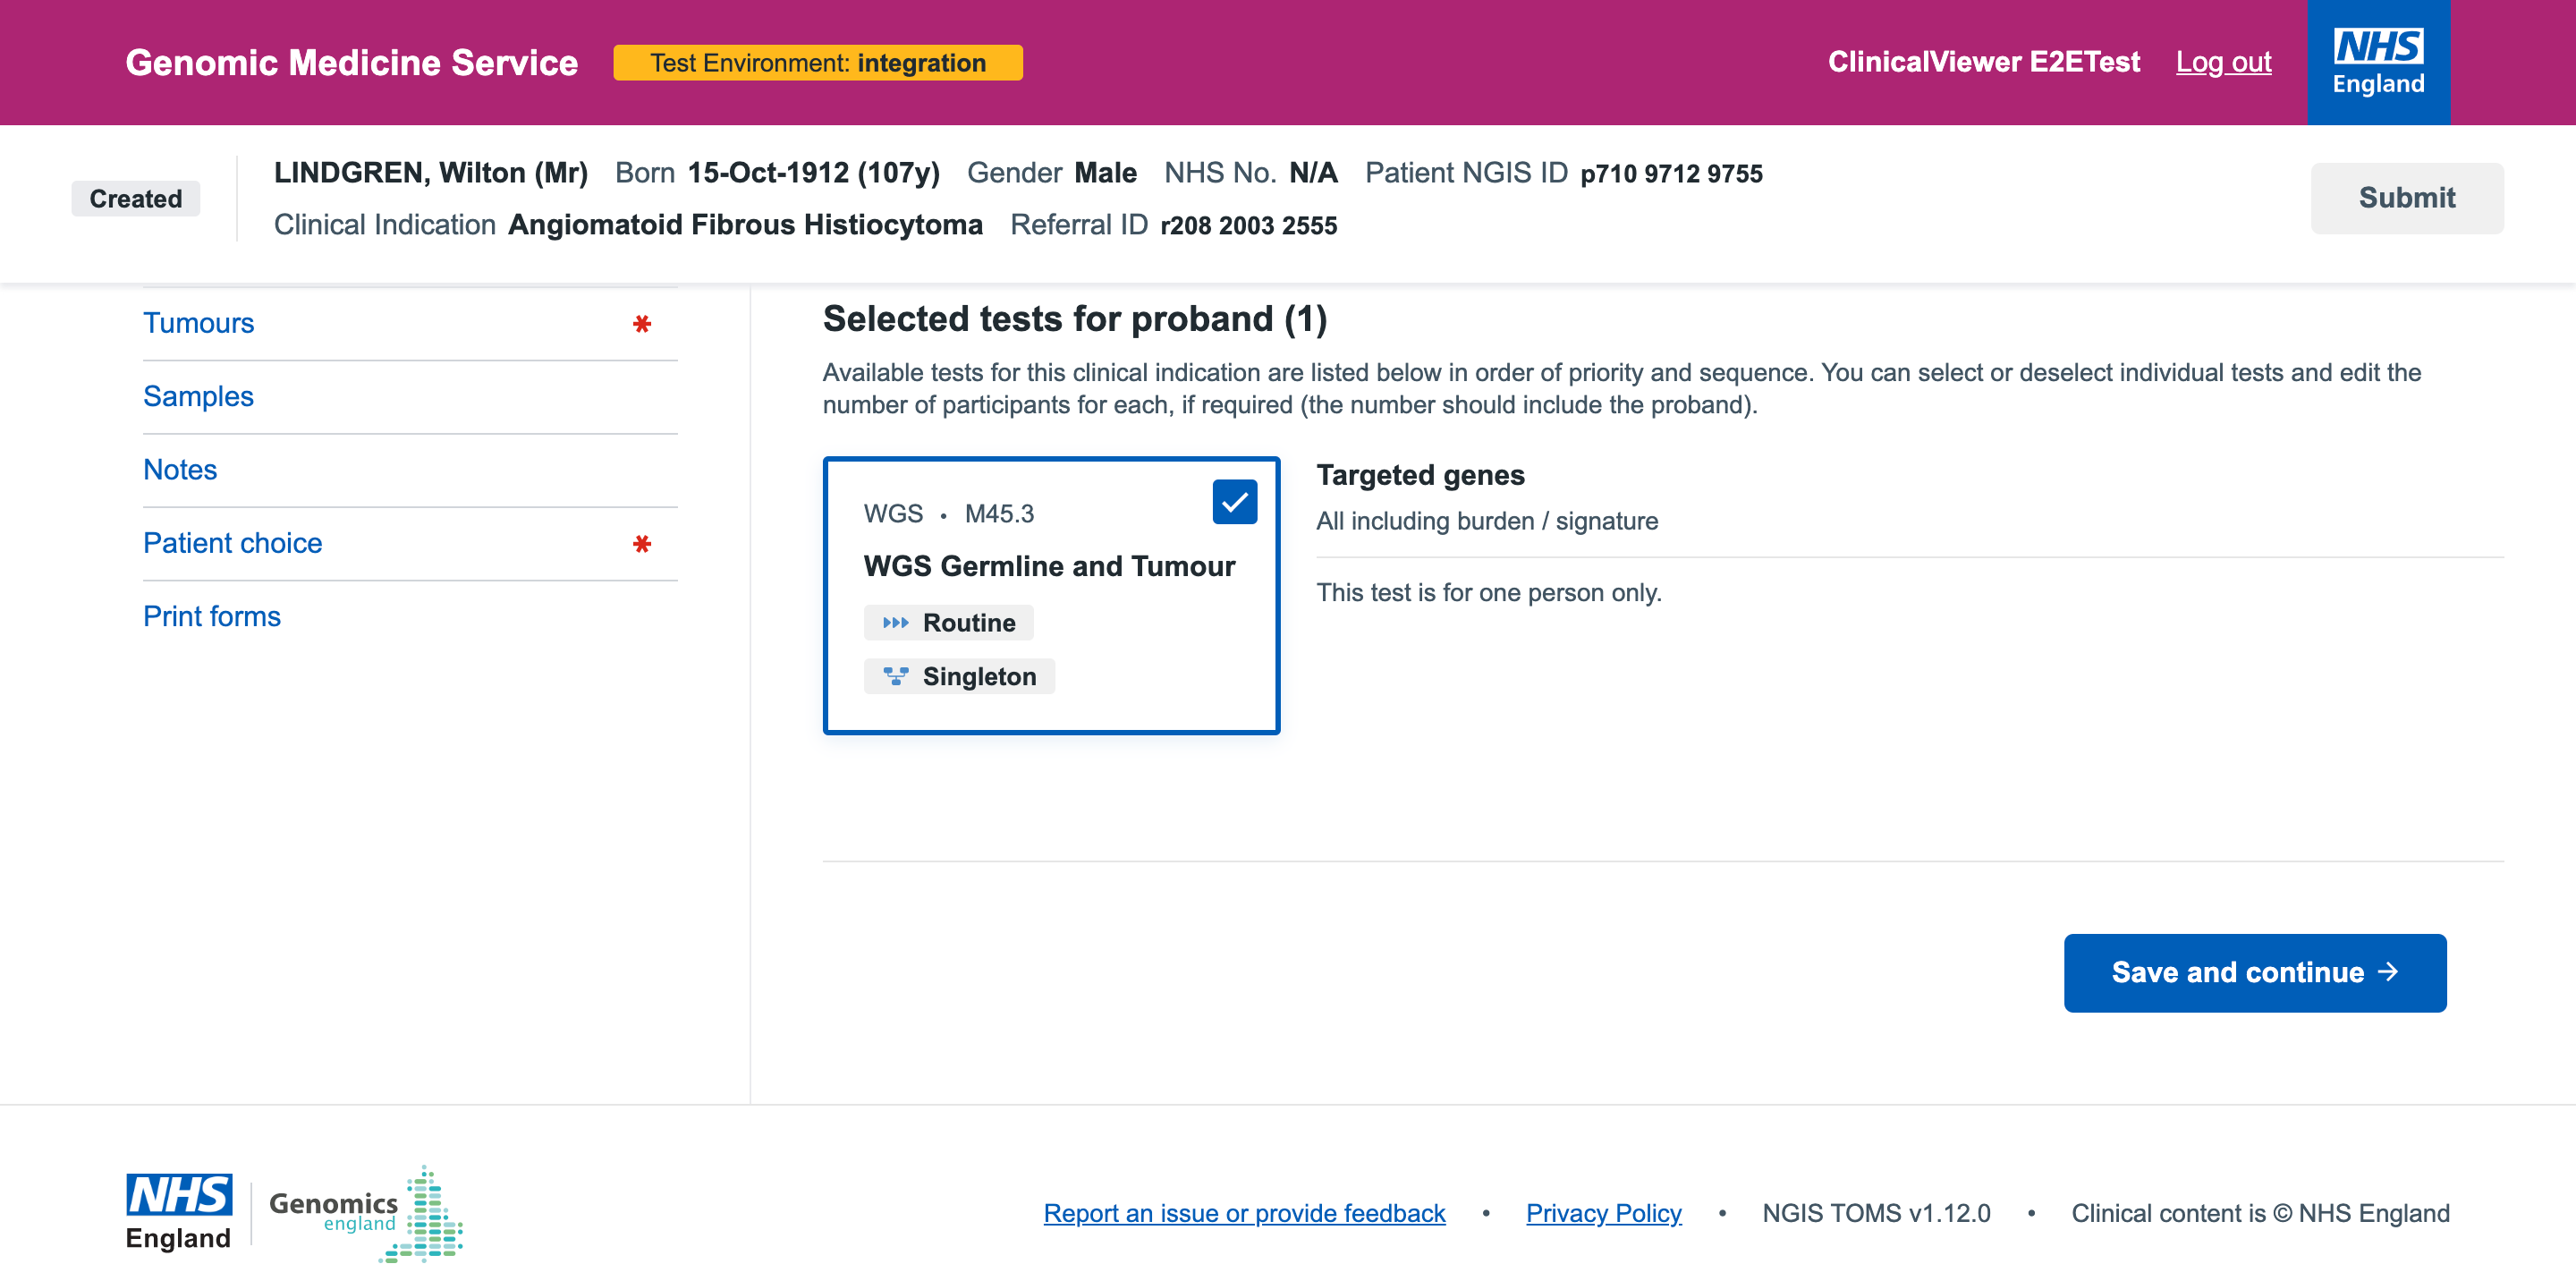 Genomic Medicine Service
Test Environment: integration
ClinicalViewer E2ETest
Log out
NHS
England
Created
LINDGREN, Wilton (Mr) Born 15-Oct-1912 (107y) Gender Male NHS No. N/A Patient NGIS ID p710 9712 9755
Clinical Indication Angiomatoid Fibrous Histiocytoma Referral ID r208 2003 2555
Submit
Tumours *
Samples
Notes
Patient choice *
Print forms
Selected tests for proband (1)
Available tests for this clinical indication are listed below in order of priority and sequence. You can select or deselect individual tests and edit the
number of participants for each, if required (the number should include the proband).
WGS • M45.3
WGS Germline and Tumour
Routine
Singleton
Targeted genes
All including burden / signature
This test is for one person only.
Save and continue →
NHS
England
Genomics
england
Report an issue or provide feedback • Privacy Policy • NGIS TOMS v1.12.0 • Clinical content is © NHS England